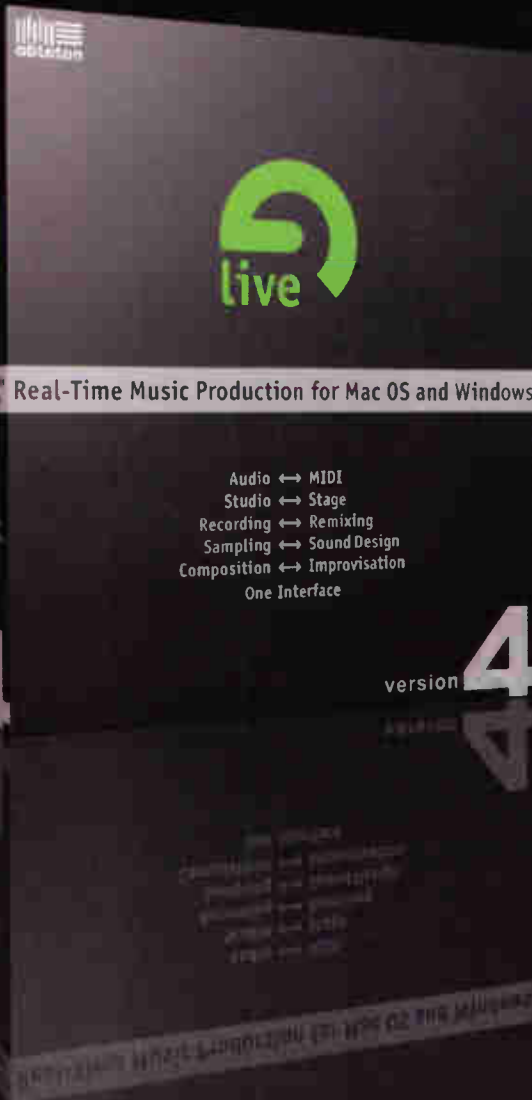 ableton
live
Real-Time Music Production for Mac OS and Windows
Audio ↔ MIDI
Studio ↔ Stage
Recording ↔ Remixing
Sampling ↔ Sound Design
Composition ↔ Improvisation
One Interface
version 4